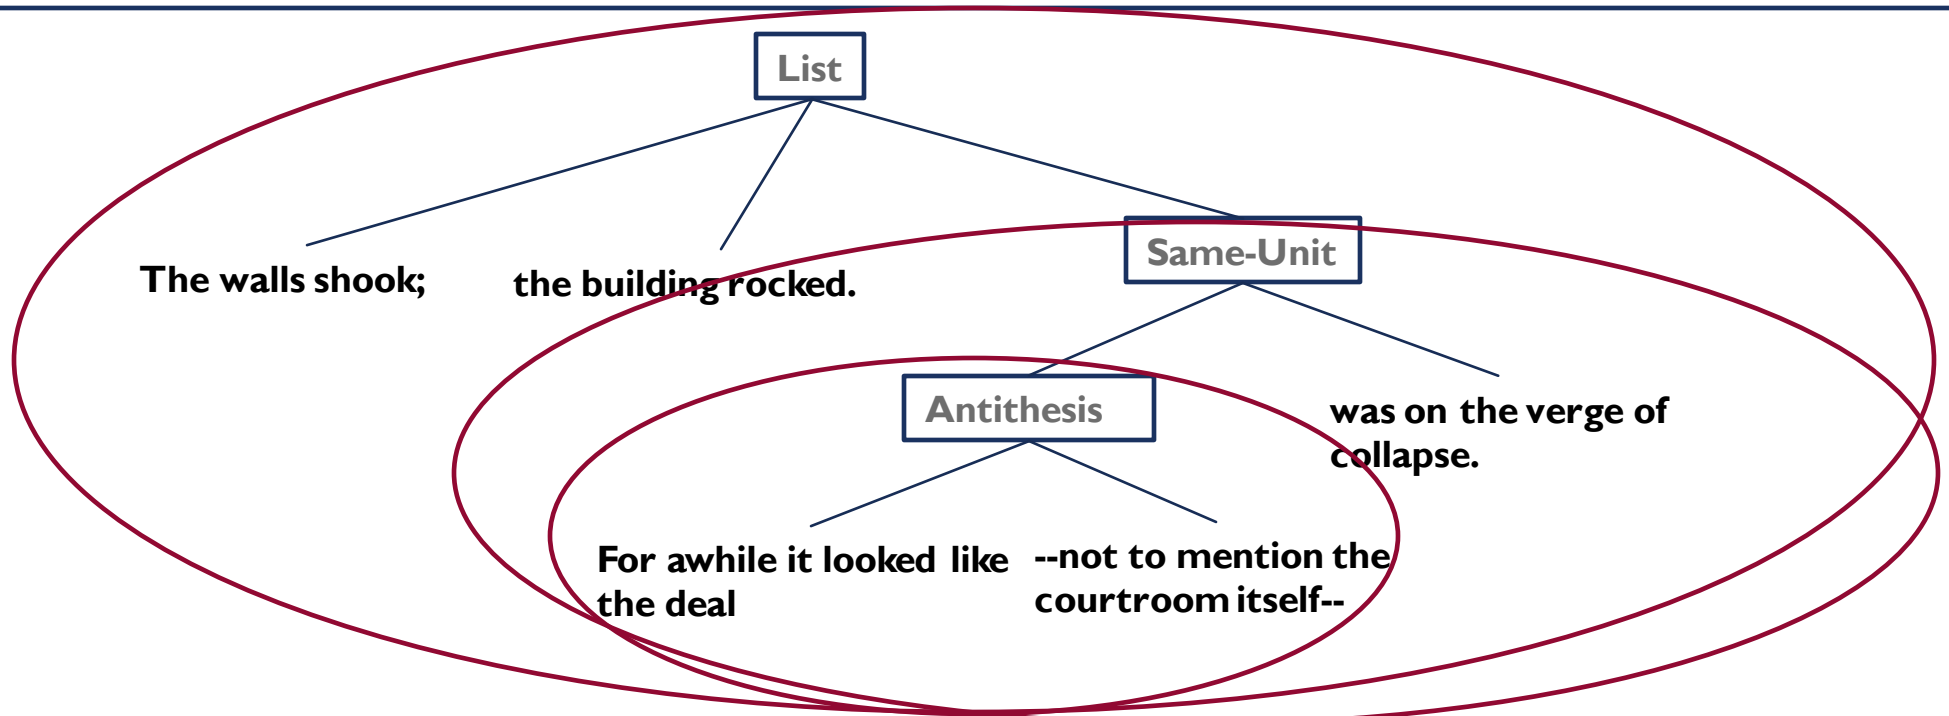 List
Same-Unit
The walls shook;
the building rocked.
Antithesis
was on the verge of
collapse.
For awhile it looked like
the deal
--not to mention the
courtroom itself--